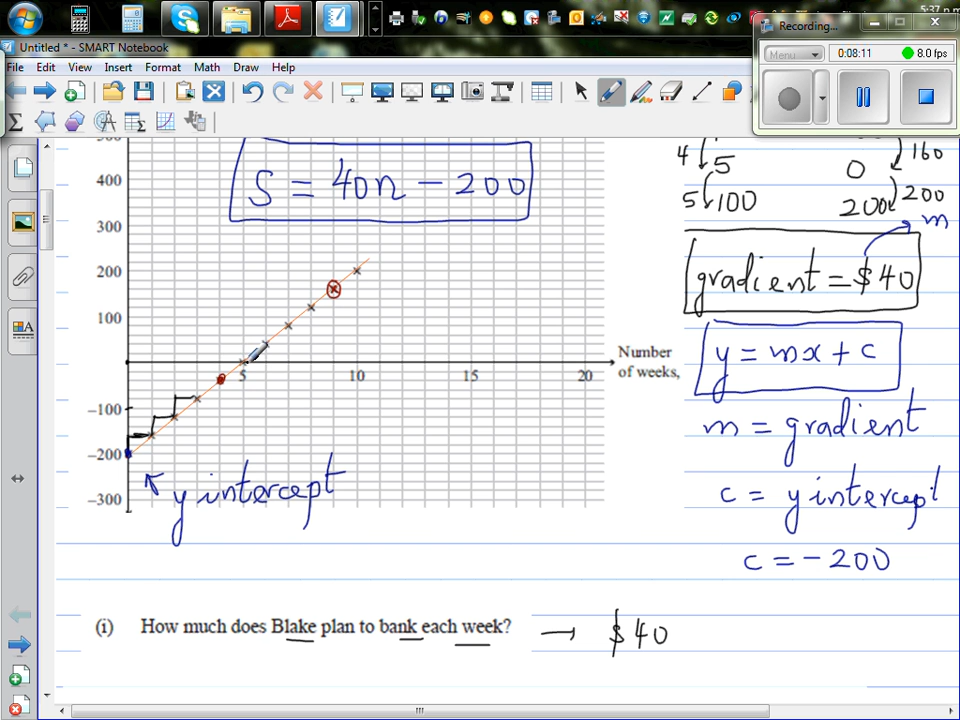 5:37 p.m.
Recording...
Untitled * - SMART Notebook
Menu
0:08:11
8.0 fps
File Edit View Insert Format Math Draw Help
400
300
200
100
-100
-200
-300
S = 40n - 200
5 10 15 20
Number
of weeks,
y intercept
4 5 0 160
5 100 200 200
m
gradient = $40
y = mx + c
m = gradient
c = y intercept
c = - 200
(i) How much does Blake plan to bank each week? → $40